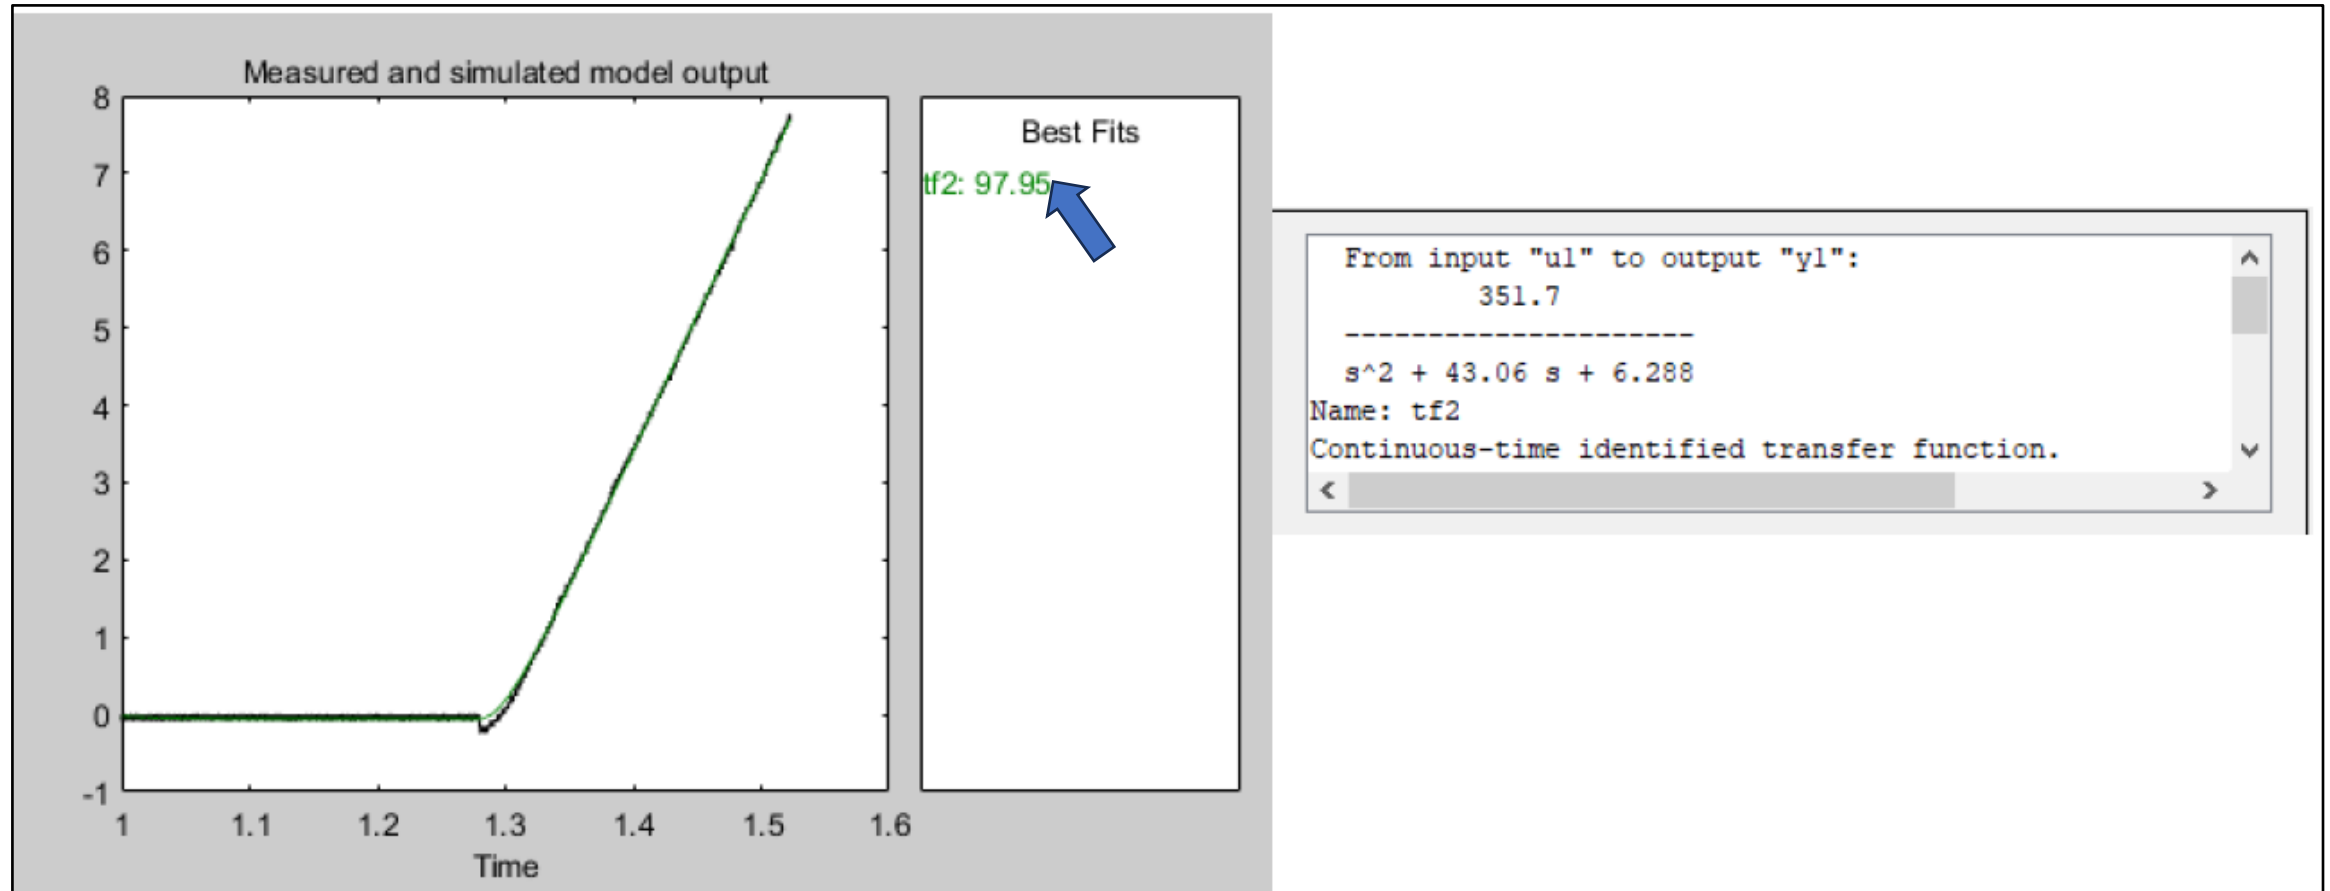 Measured and simulated model output
8
7
6
5
4
3
2
1
0
-1
1 1.1 1.2 1.3 1.4 1.5 1.6
Time
Best Fits
tf2: 97.95
From input "u1" to output "y1":
351.7
---------------------
s^2 + 43.06 s + 6.288
Name: tf2
Continuous-time identified transfer function.